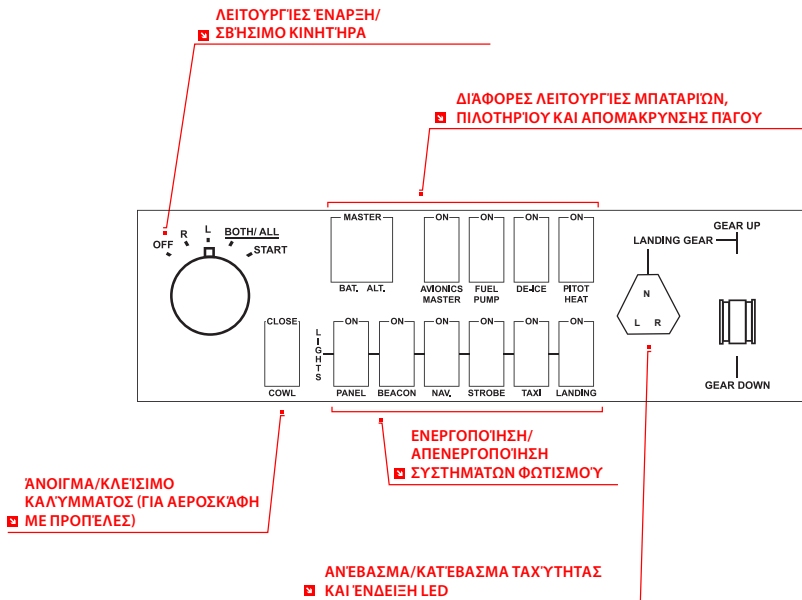 ΛΕΙΤΟΥΡΓΊΕΣ ΈΝΑΡΞΗ/
ΣΒΉΣΙΜΟ ΚΙΝΗΤΉΡΑ
ΔΙΆΦΟΡΕΣ ΛΕΙΤΟΥΡΓΊΕΣ ΜΠΑΤΑΡΙΏΝ,
ΠΙΛΟΤΗΡΊΟΥ ΚΑΙ ΑΠΟΜΆΚΡΥΝΣΗΣ ΠΆΓΟΥ
OFF R L BOTH/ ALL START
MASTER ON ON ON ON
BAT. ALT. AVIONICS MASTER FUEL PUMP DE-ICE PITOT HEAT
LANDING GEAR GEAR UP
N
L R
GEAR DOWN
CLOSE
COWL
LIGHTS
ON ON ON ON ON ON
PANEL BEACON NAV. STROBE TAXI LANDING
ΕΝΕΡΓΟΠΟΊΗΣΗ/
ΑΠΕΝΕΡΓΟΠΟΊΗΣΗ
ΣΥΣΤΗΜΆΤΩΝ ΦΩΤΙΣΜΟΎ
ΆΝΟΙΓΜΑ/ΚΛΕΊΣΙΜΟ
ΚΑΛΎΜΜΑΤΟΣ (ΓΙΑ ΑΕΡΟΣΚΆΦΗ
ΜΕ ΠΡΟΠΈΛΕΣ)
ΑΝΈΒΑΣΜΑ/ΚΑΤΈΒΑΣΜΑ ΤΑΧΎΤΗΤΑΣ
ΚΑΙ ΈΝΔΕΙΞΗ LED